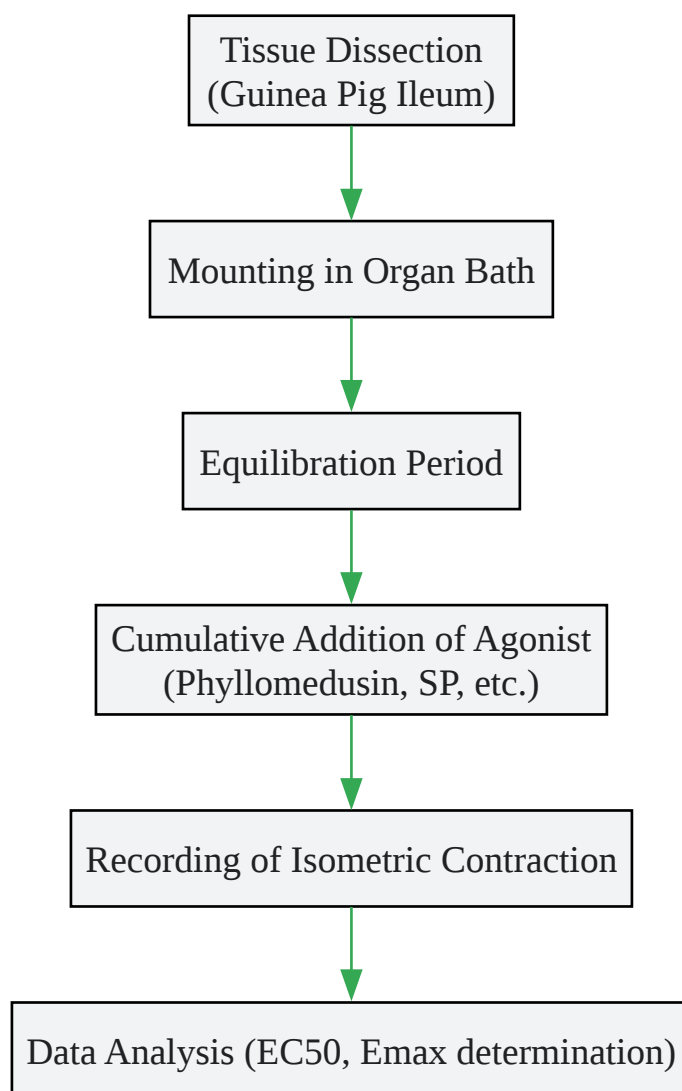 Tissue Dissection
(Guinea Pig Ileum)
Mounting in Organ Bath
Equilibration Period
Cumulative Addition of Agonist
(Phyllomedusin, SP, etc.)
Recording of Isometric Contraction
Data Analysis (EC50, Emax determination)